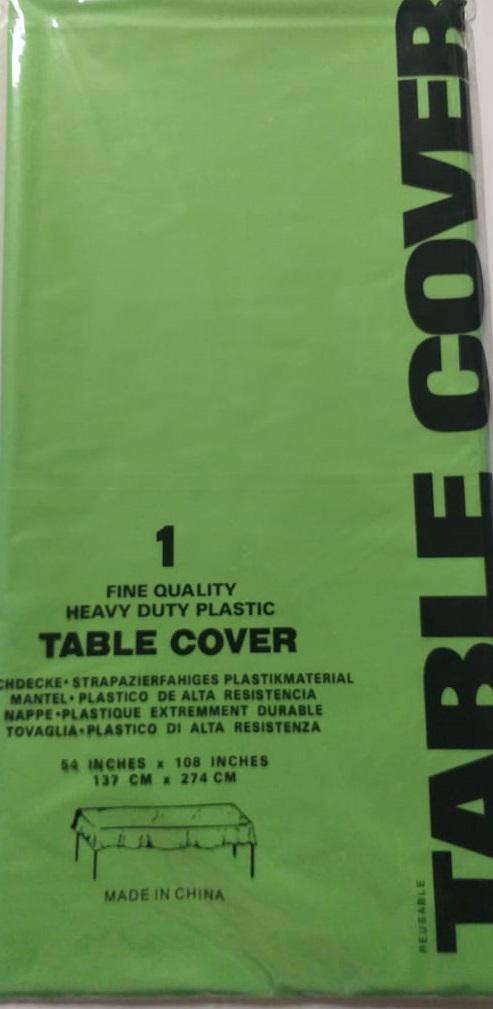 1
FINE QUALITY
HEAVY DUTY PLASTIC
TABLE COVER
CHDECKE• STRAPAZIERFAHIGES PLASTIKMATERIAL
MANTEL• PLASTICO DE ALTA RESISTENCIA
NAPPE •PLASTIQUE EXTREMMENT DURABLE
TOVAGLIA•PLASTICO DI ALTA RESISTENZA
54 INCHES x 108 INCHES
137 CM x 274 CM
MADE IN CHINA
REUSABLE
TABLE COVER